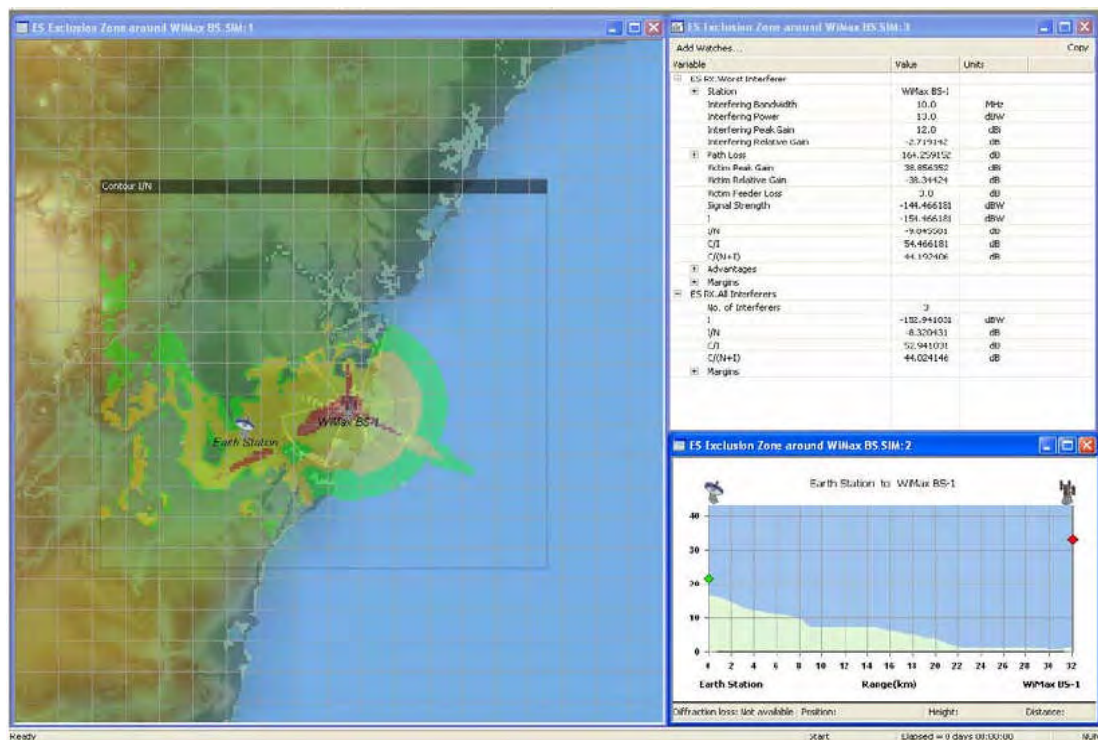 ES Exclusion Zone around WiMax BS.SIM:1
Contour I/N
Earth Station
WiMax BS-1
ES Exclusion Zone around WiMax BS.SIM:3
Add Watches... Copy
Variable Value Units
ES RX.Worst Interferer
Station WiMax BS-1
Interfering Bandwidth 10.0 MHz
Interfering Power 13.0 dBW
Interfering Peak Gain 12.0 dBi
Interfering Relative Gain -2.719142 dB
Path Loss 164.259152 dB
Victim Peak Gain 38.856352 dBi
Victim Relative Gain -38.34424 dB
Victim Feeder Loss 3.0 dB
Signal Strength -144.466181 dBW
I -154.466181 dBW
I/N dB
C/I 54.466181 dB
C/(N+I) 44.192406 dB
Advantages
Margins
ES RX.All Interferers
No. of Interferers 3
I -152.941031 dBW
I/N -8.320431 dB
C/I 52.941031 dB
C/(N+I) 44.024146 dB
Margins
ES Exclusion Zone around WiMax BS.SIM:2
Earth Station to WiMax BS-1
40
30
20
10
0
0 2 4 6 8 10 12 14 16 18 20 22 24 26 28 30 32
Earth Station Range(km) WiMax BS-1
Diffraction loss: Not available Position: Height: Distance:
Ready Start Elapsed = 0 days 00:00:00 NUM